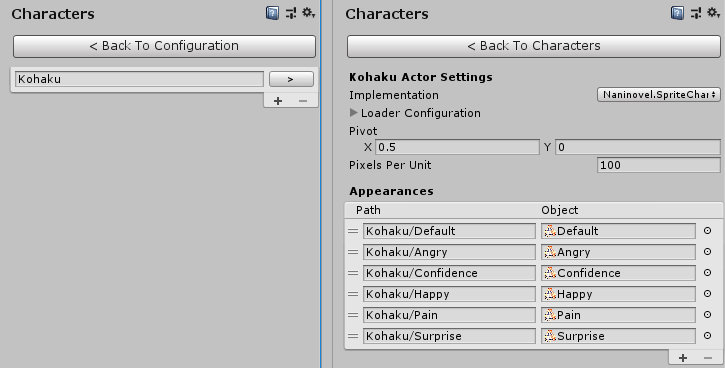 Characters
< Back To Configuration
Kohaku
>
+ −
Characters
< Back To Characters
Kohaku Actor Settings
Implementation Naninovel.SpriteChar
Loader Configuration
Pivot
X 0.5 Y 0
Pixels Per Unit 100
Appearances
Path Object
Kohaku/Default Default
Kohaku/Angry Angry
Kohaku/Confidence Confidence
Kohaku/Happy Happy
Kohaku/Pain Pain
Kohaku/Surprise Surprise
+ −